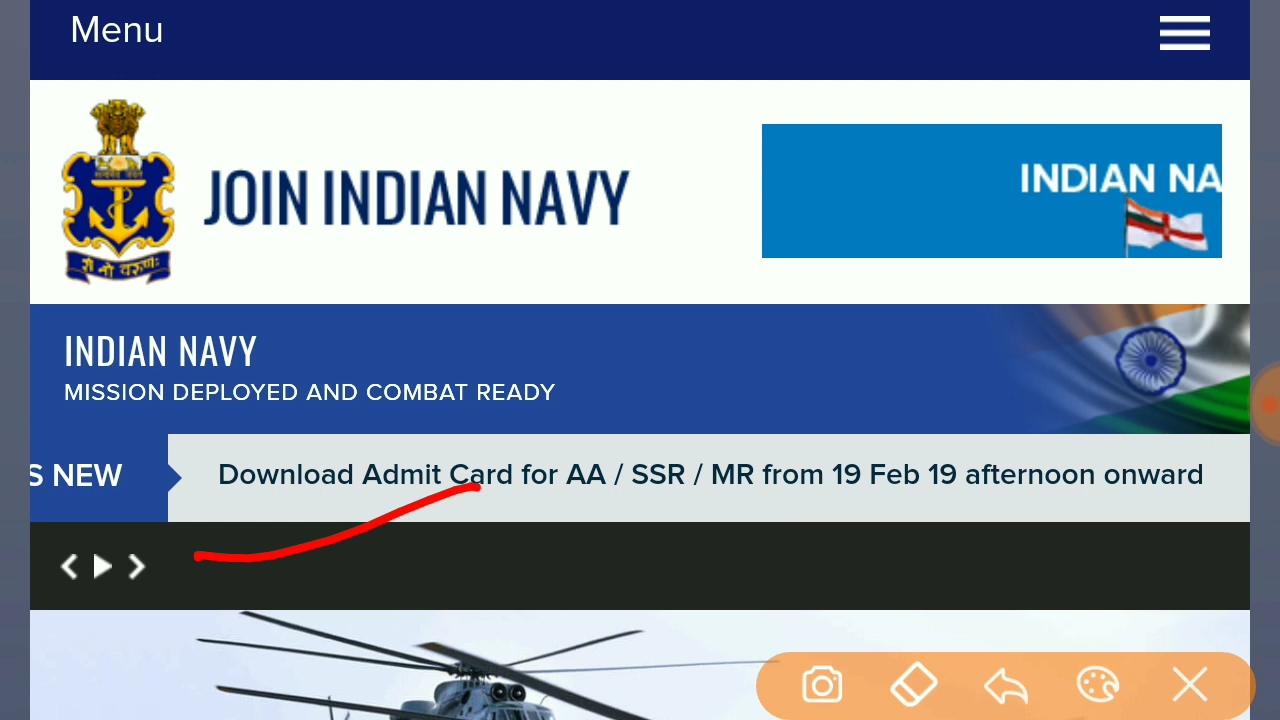 Menu
शं नो वरुणः
JOIN INDIAN NAVY
INDIAN NA
INDIAN NAVY
MISSION DEPLOYED AND COMBAT READY
S NEW
Download Admit Card for AA / SSR / MR from 19 Feb 19 afternoon onward